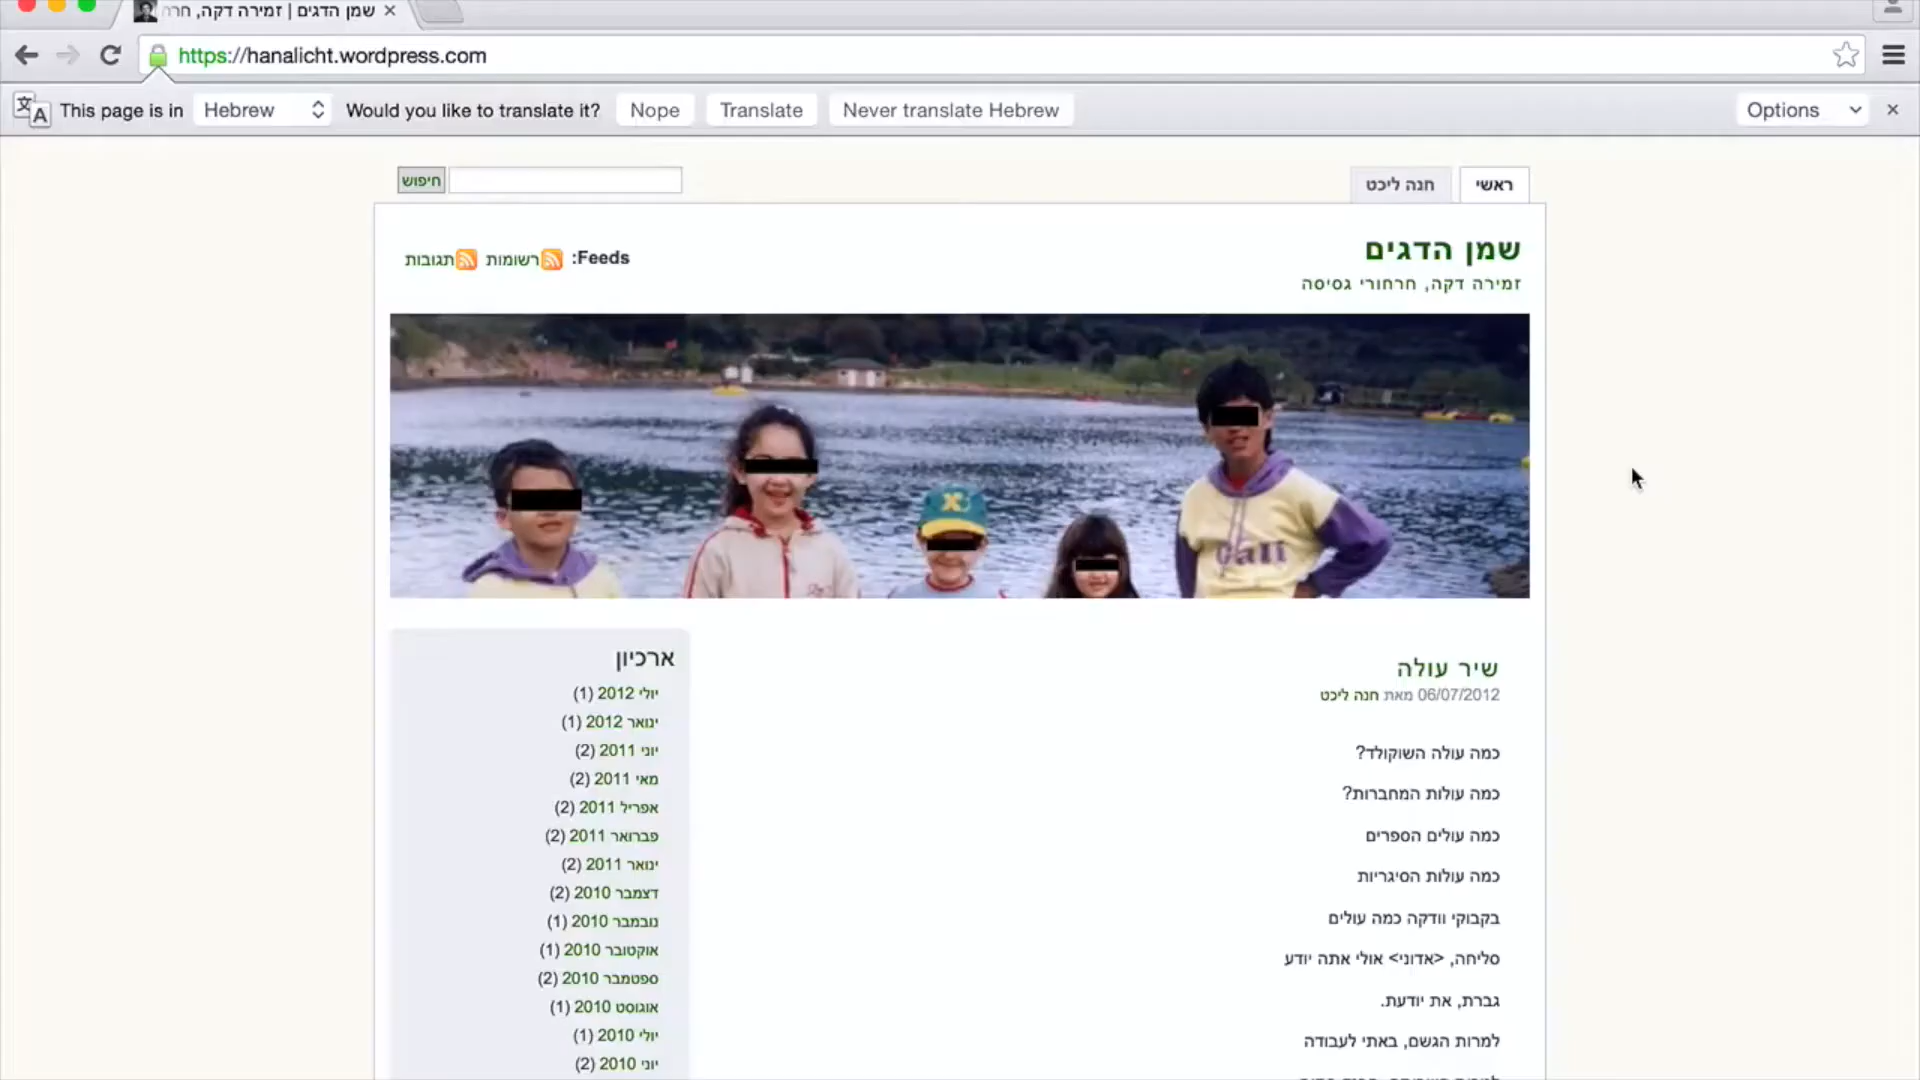 שמן הדגים | זמירה דקה, חרח
https://hanalicht.wordpress.com
This page is in Hebrew Would you like to translate it? Nope Translate Never translate Hebrew Options
ראשי
חנה ליכט
חיפוש
שמן הדגים
זמירה דקה, חרחורי גסיסה
Feeds: רשומות תגובות
Cali
שיר עולה
06/07/2012 מאת חנה ליכט
כמה עולה השוקולד?
כמה עולות המחברות?
כמה עולים הספרים
כמה עולות הסיגריות
בקבוקי וודקה כמה עולים
סליחה, <אדוני> אולי אתה יודע
גברת, את יודעת.
למרות הגשם, באתי לעבודה
ארכיון
יולי 2012 (1)
ינואר 2012 (1)
יוני 2011 (2)
מאי 2011 (2)
אפריל 2011 (2)
פברואר 2011 (2)
ינואר 2011 (2)
דצמבר 2010 (2)
נובמבר 2010 (1)
אוקטובר 2010 (1)
ספטמבר 2010 (2)
אוגוסט 2010 (1)
יולי 2010 (1)
יוני 2010 (2)